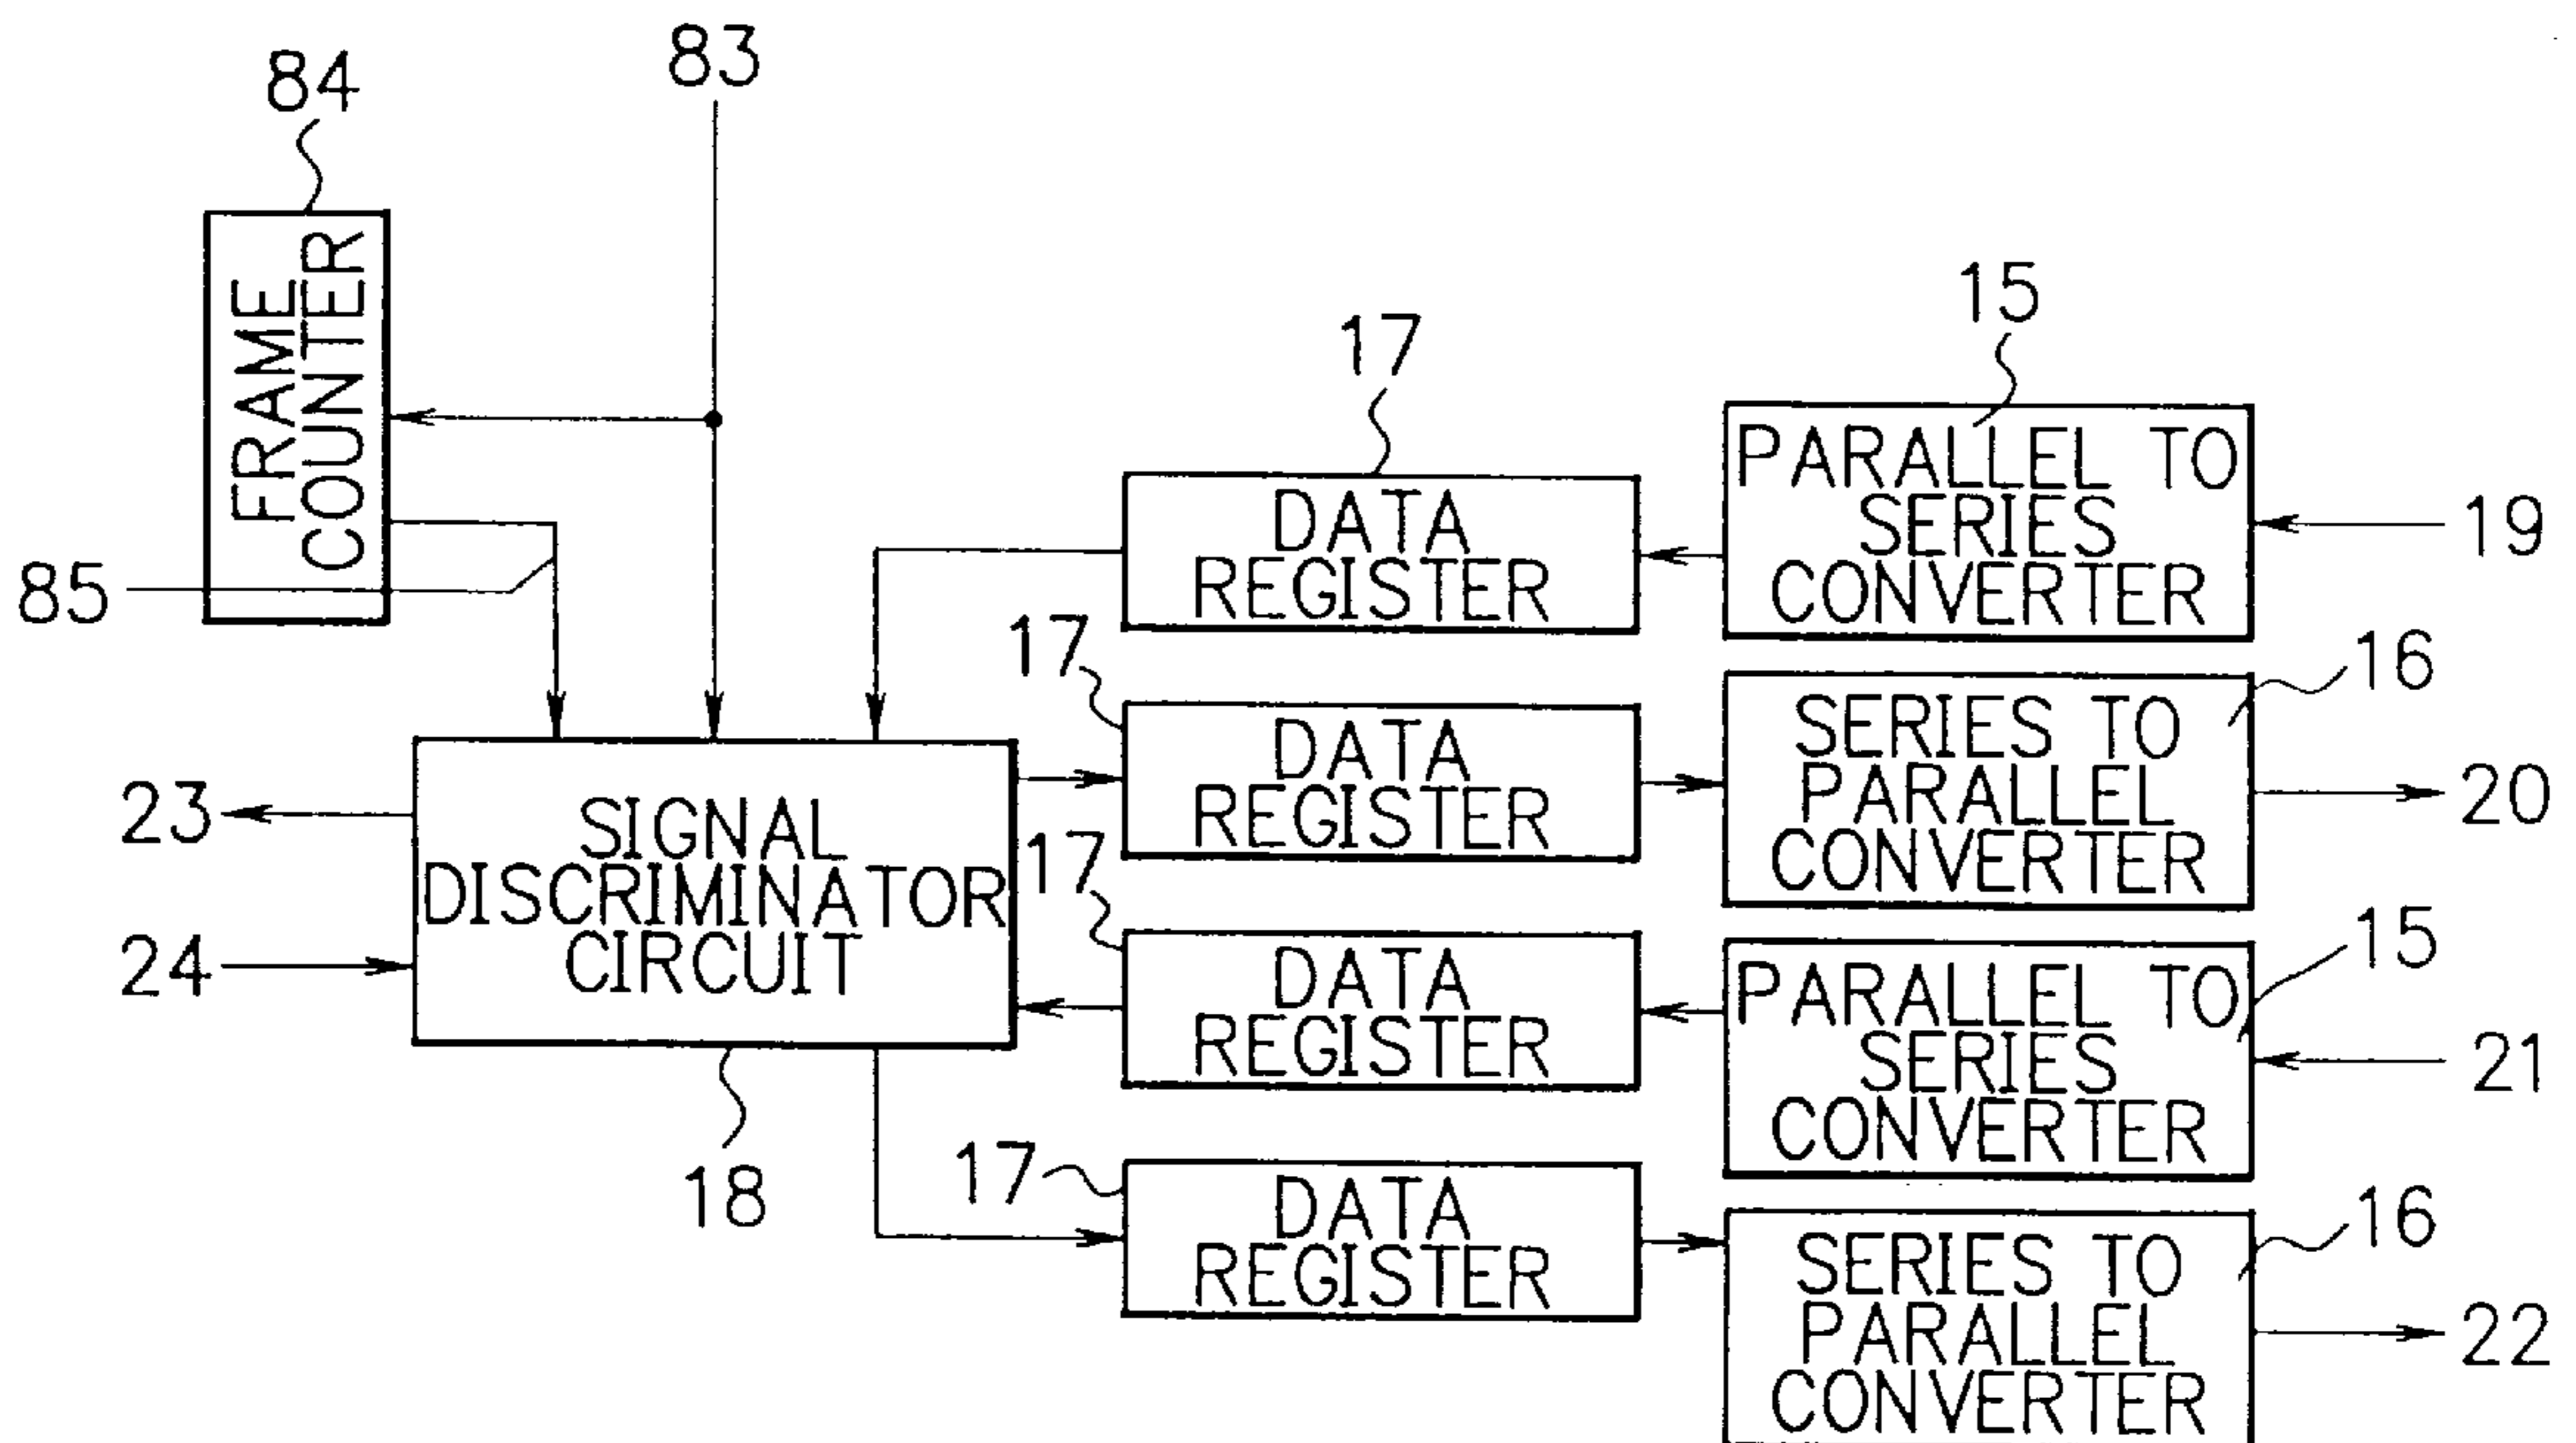 83
84
FRAME
COUNTER
85
15
17
PARALLEL TO
SERIES
CONVERTER
19
DATA
REGISTER
17
16
DATA
REGISTER
SERIES TO
PARALLEL
CONVERTER
20
23
24
SIGNAL
DISCRIMINATOR
CIRCUIT
18
17
DATA
REGISTER
15
PARALLEL TO
SERIES
CONVERTER
21
17
DATA
REGISTER
16
SERIES TO
PARALLEL
CONVERTER
22